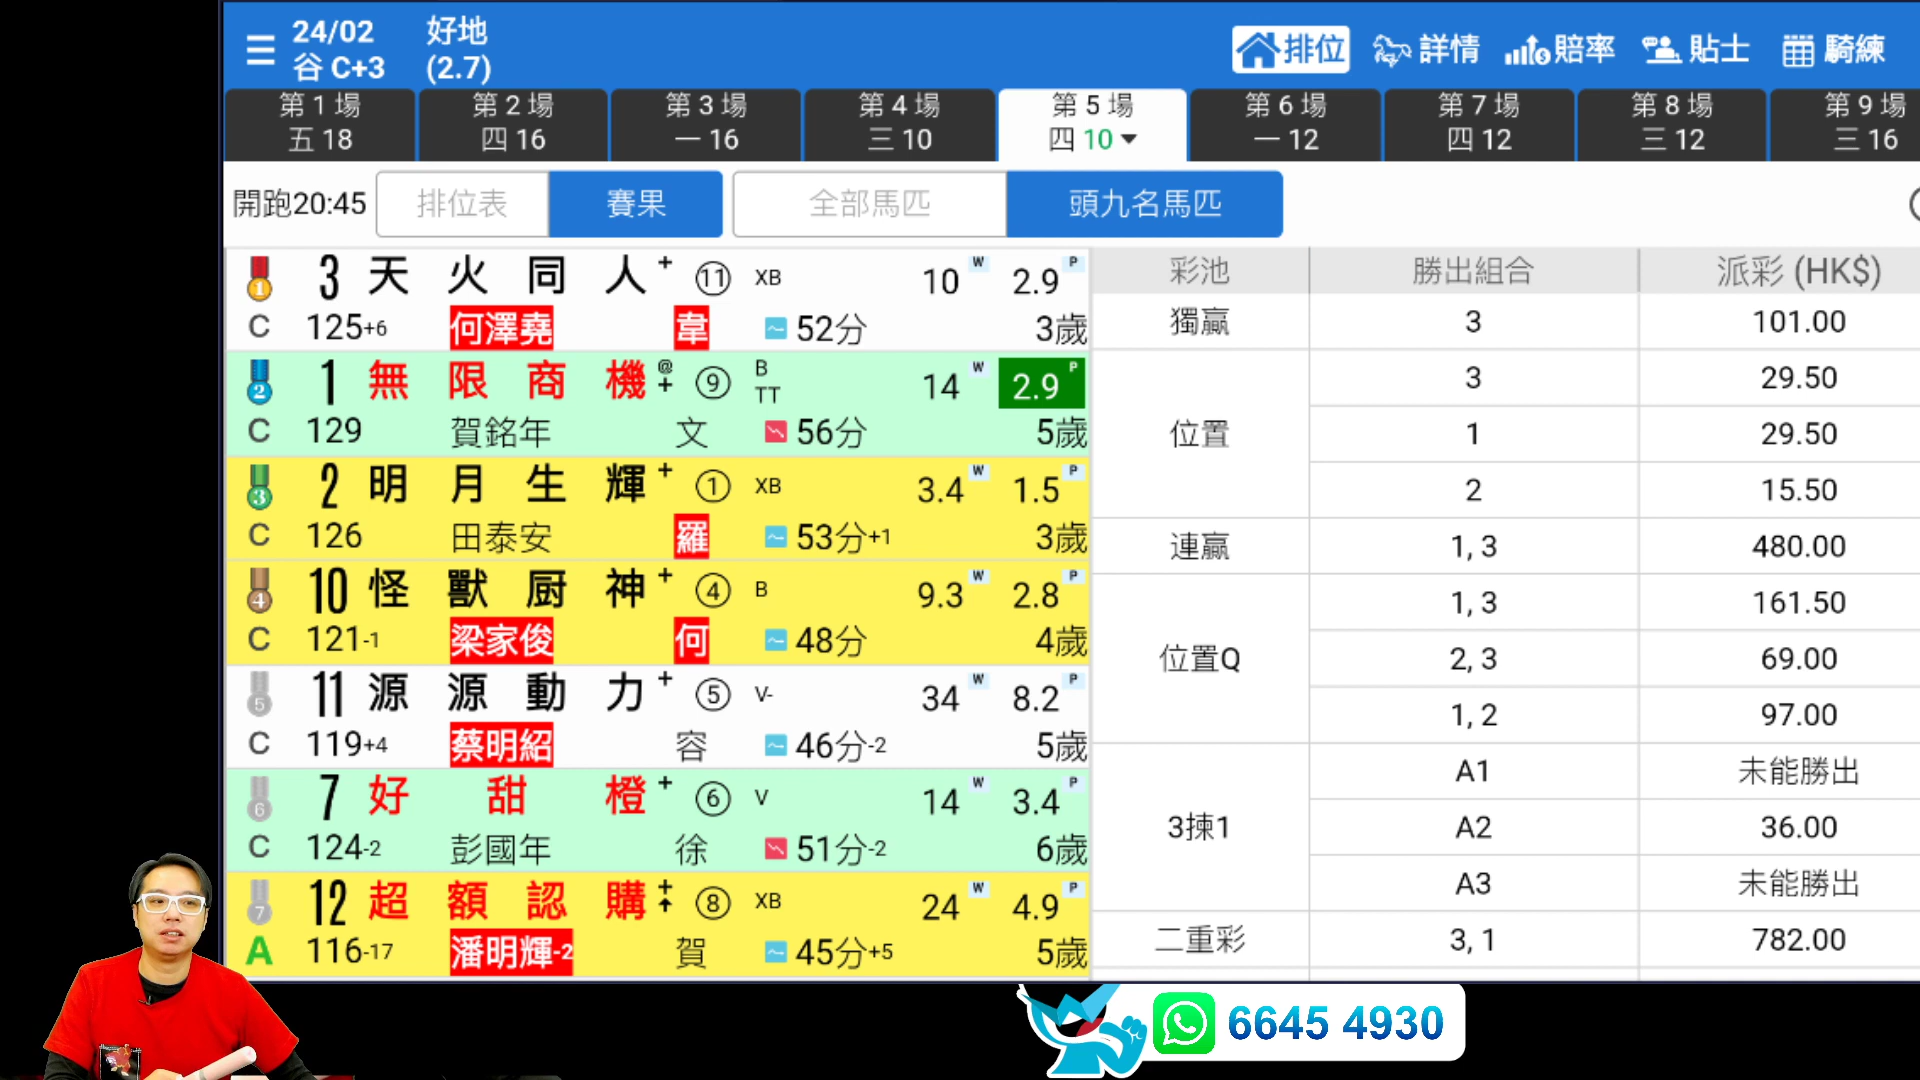 24/02 好地
谷 C+3 (2.7)
排位 詳情 賠率 貼士 騎練
第 1 場 第 2 場 第 3 場 第 4 場 第 5 場 第 6 場 第 7 場 第 8 場 第 9 場
五 18 四 16 一 16 三 10 四 10 一 12 四 12 三 12 三 16
開跑20:45 排位表 賽果 全部馬匹 頭九名馬匹
1 3 天火同人+ 11 XB 10 W 2.9 P
C 125+6 何澤堯 韋 52分 3歲
2 1 無限商機@+ 9 B TT 14 W 2.9 P
C 129 賀銘年 文 56分 5歲
3 2 明月生輝+ 1 XB 3.4 W 1.5 P
C 126 田泰安 羅 53分+1 3歲
4 10 怪獸厨神+ 4 B 9.3 W 2.8 P
C 121-1 梁家俊 何 48分 4歲
5 11 源源動力+ 5 V- 34 W 8.2 P
C 119+4 蔡明紹 容 46分-2 5歲
6 7 好甜橙+ 6 V 14 W 3.4 P
C 124-2 彭國年 徐 51分-2 6歲
7 12 超額認購 8 XB 24 W 4.9 P
A 116-17 潘明輝-2 賀 45分+5 5歲
彩池 勝出組合 派彩 (HK$)
獨贏 3 101.00
位置 3 29.50
1 29.50
2 15.50
連贏 1, 3 480.00
位置Q 1, 3 161.50
2, 3 69.00
1, 2 97.00
3揀1 A1 未能勝出
A2 36.00
A3 未能勝出
二重彩 3, 1 782.00
6645 4930